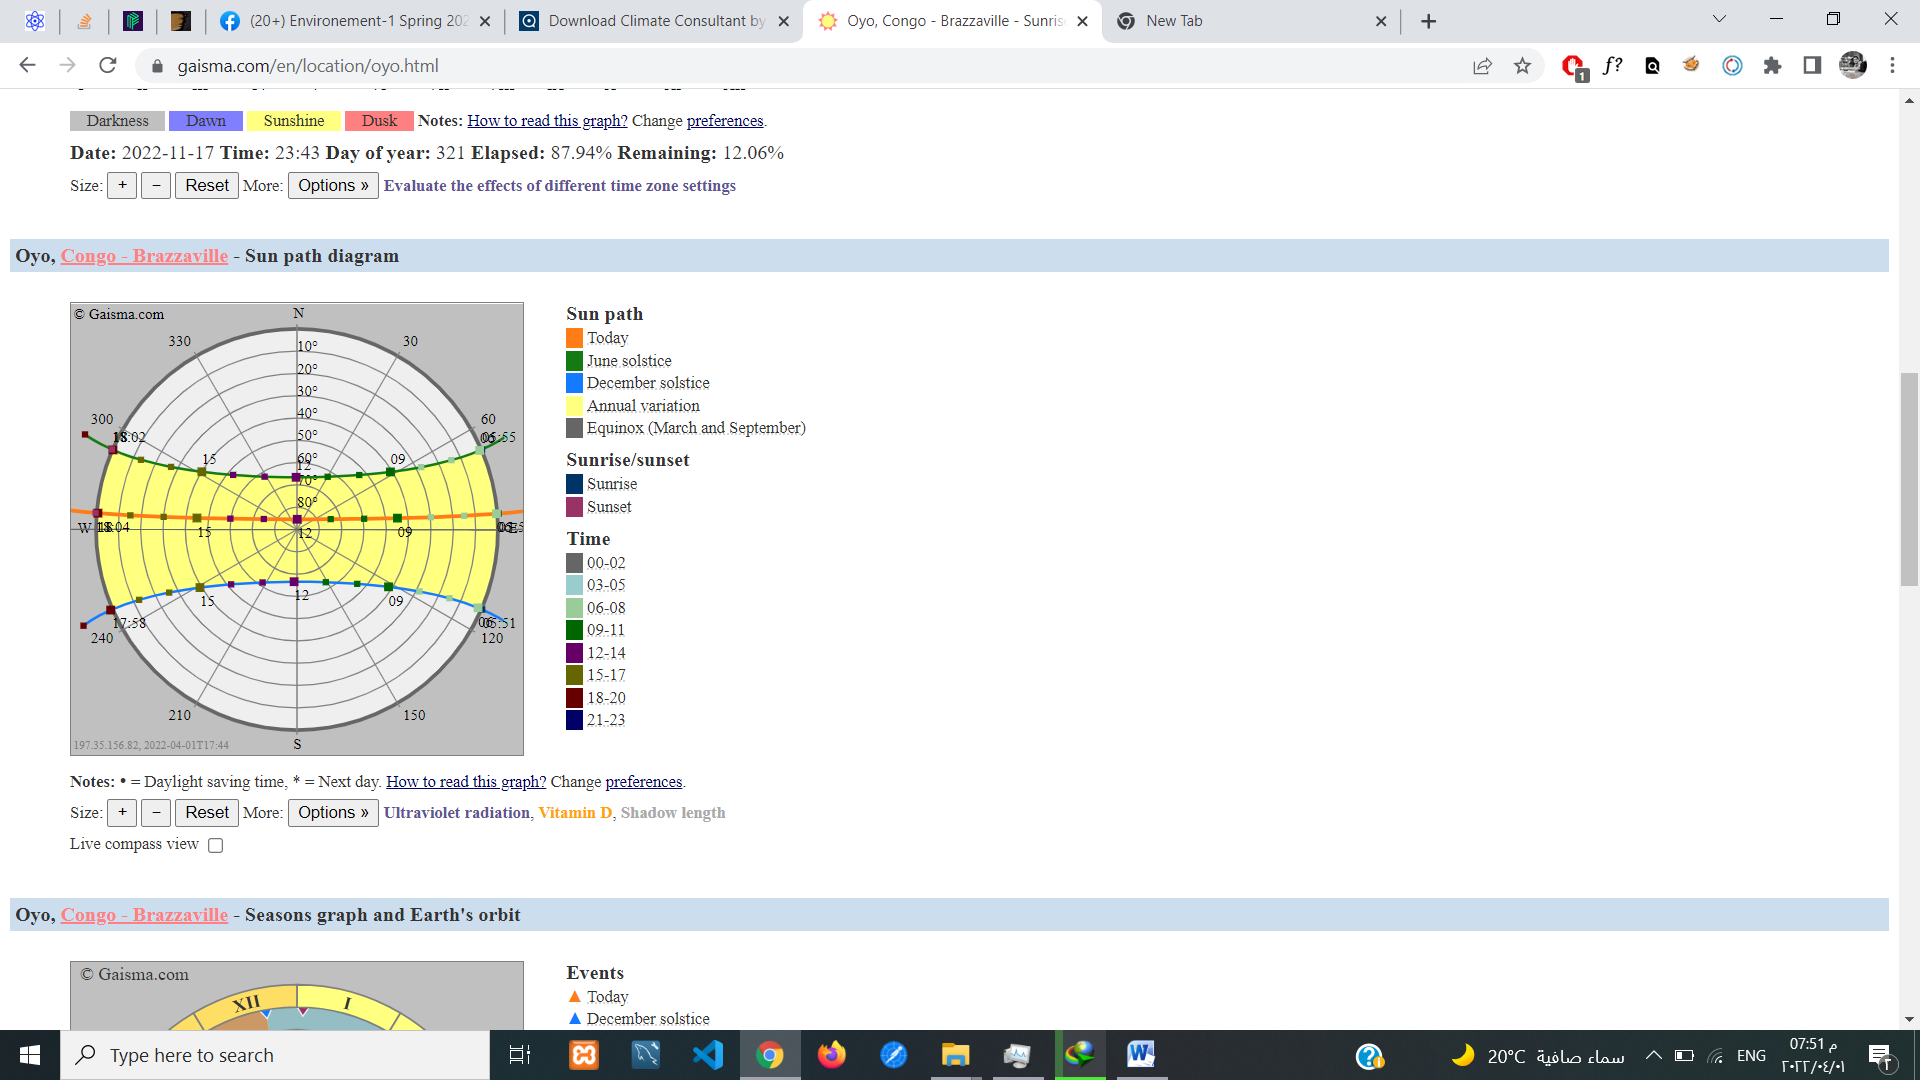 (20+) Environement-1 Spring 202
Download Climate Consultant by
Oyo, Congo - Brazzaville - Sunris
New Tab
gaisma.com/en/location/oyo.html
1
Darkness Dawn Sunshine Dusk Notes: How to read this graph? Change preferences.
Date: 2022-11-17 Time: 23:43 Day of year: 321 Elapsed: 87.94% Remaining: 12.06%
Size: + − Reset More: Options » Evaluate the effects of different time zone settings
Oyo, Congo - Brazzaville - Sun path diagram
© Gaisma.com
N
330
30
10°
20°
30°
40°
50°
60°
70°
80°
300
60
18:02
05:55
15
12
09
W
18:04
E
15
12
09
15
12
09
17:58
05:51
240
120
210
150
S
197.35.156.82, 2022-04-01T17:44
Sun path
Today
June solstice
December solstice
Annual variation
Equinox (March and September)
Sunrise/sunset
Sunrise
Sunset
Time
00-02
03-05
06-08
09-11
12-14
15-17
18-20
21-23
Notes: • = Daylight saving time, * = Next day. How to read this graph? Change preferences.
Size: + − Reset More: Options » Ultraviolet radiation, Vitamin D, Shadow length
Live compass view
Oyo, Congo - Brazzaville - Seasons graph and Earth's orbit
© Gaisma.com
XII
I
Events
Today
December solstice
Type here to search
20°C سماء صافية
ENG
07:51 م
٢٠٢٢/٠٤/٠١
٢